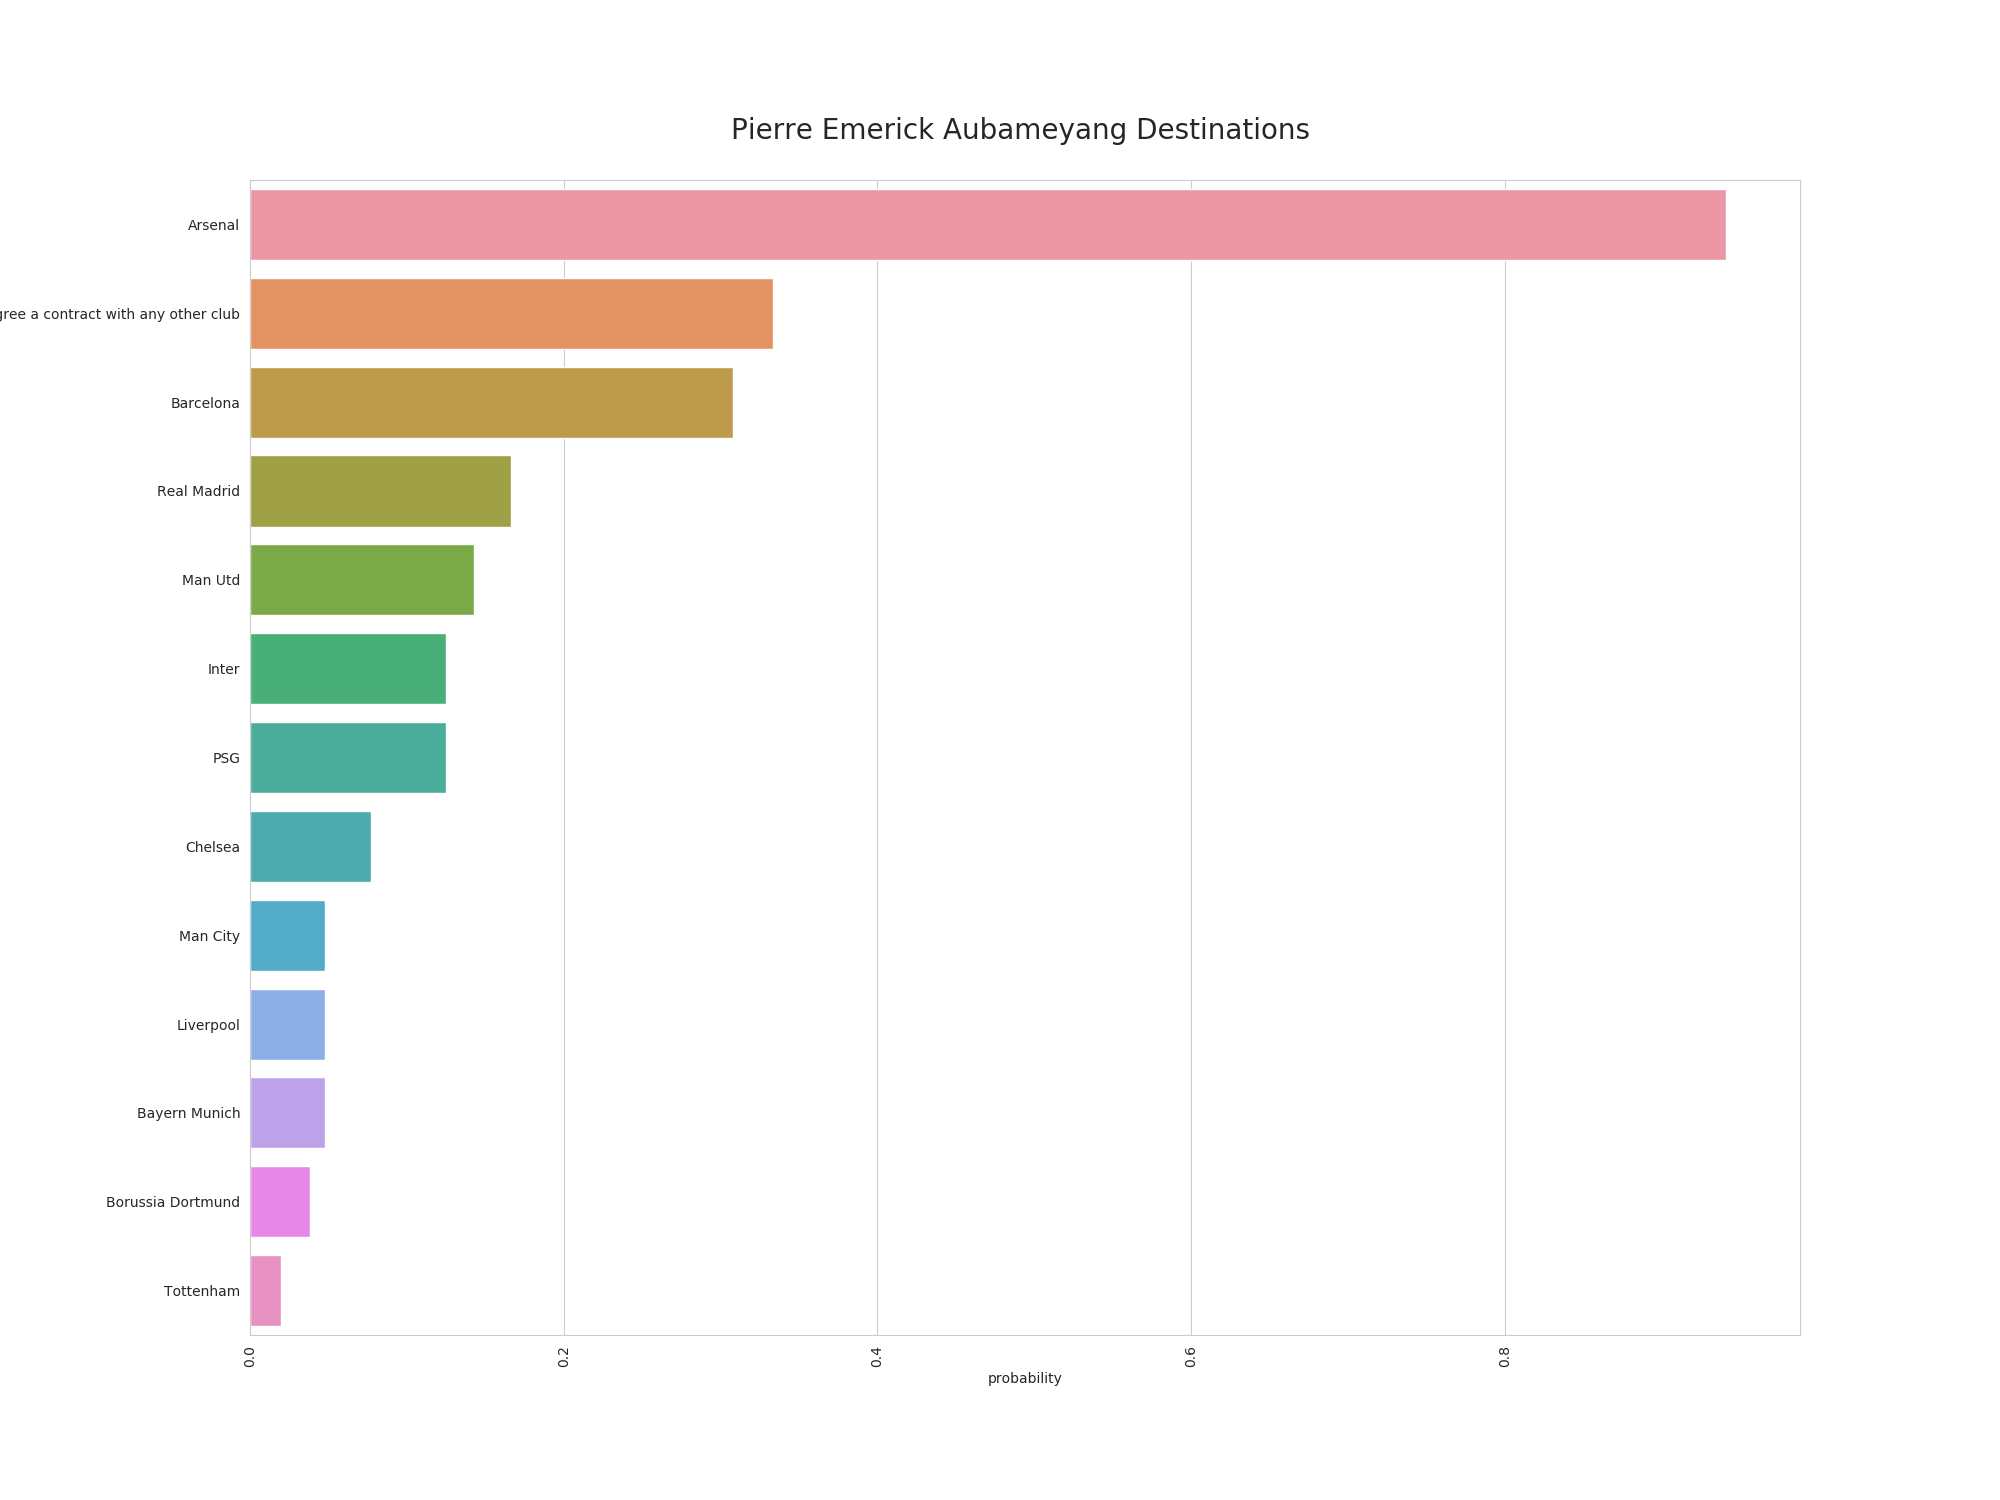 Pierre Emerick Aubameyang Destinations
Arsenal
a contract with any other club
Barcelona
Real Madrid
Man Utd
Inter
PSG
Chelsea
Man City
Liverpool
Bayern Munich
Borussia Dortmund
Tottenham
0.0 0.2 0.4 0.6 0.8
probability